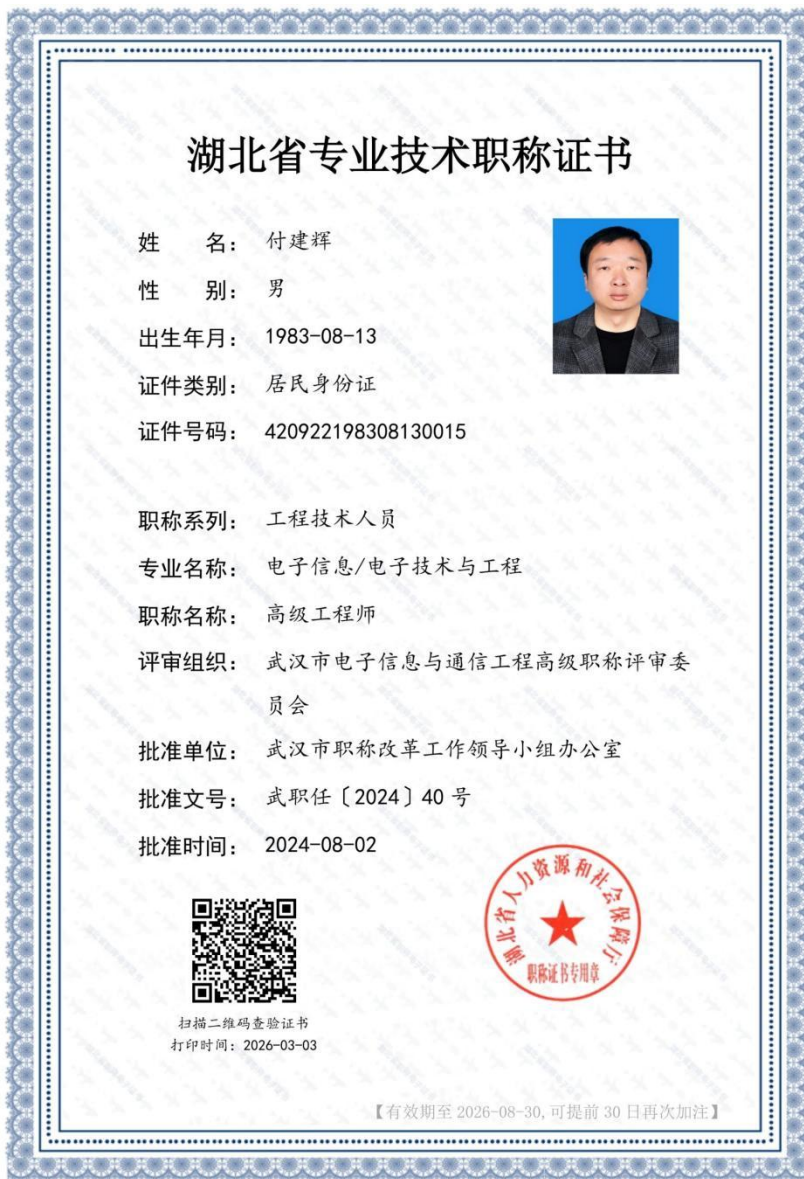 湖北省专业技术职称证书
姓 名： 付建辉
性 别： 男
出生年月： 1983-08-13
证件类别： 居民身份证
证件号码： 420922198308130015
职称系列： 工程技术人员
专业名称： 电子信息/电子技术与工程
职称名称： 高级工程师
评审组织： 武汉市电子信息与通信工程高级职称评审委
员会
批准单位： 武汉市职称改革工作领导小组办公室
批准文号： 武职任〔2024〕40 号
批准时间： 2024-08-02
湖北省人力资源和社会保障厅
职称证书专用章
扫描二维码查验证书
打印时间：2026-03-03
【有效期至 2026-08-30,可提前 30 日再次加注】